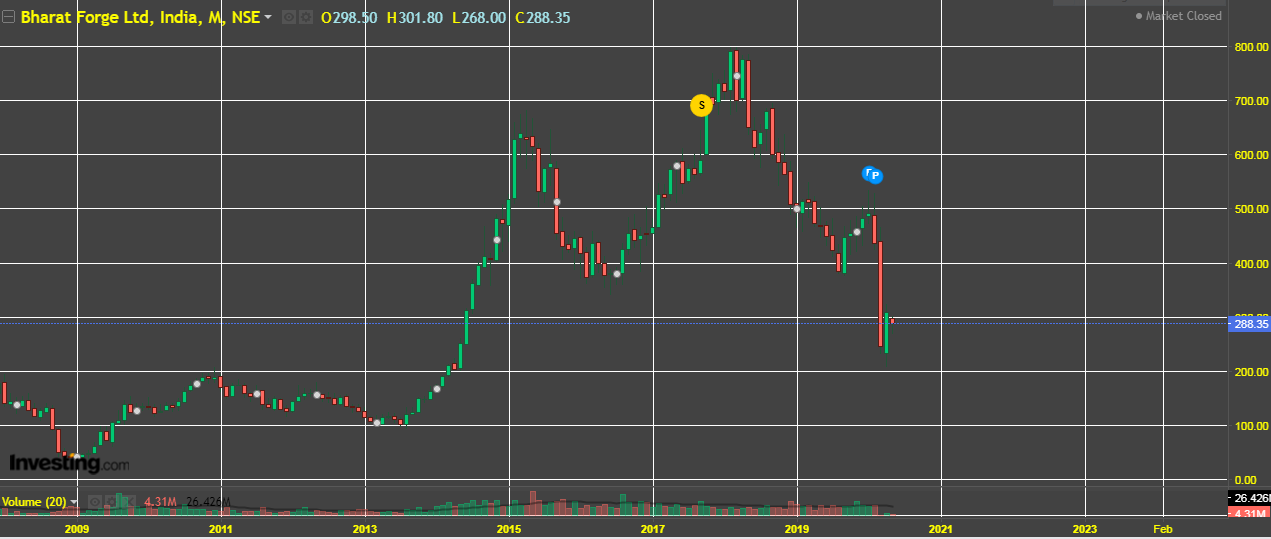 Bharat Forge Ltd, India, M, NSE O298.50 H301.80 L268.00 C288.35
Market Closed
800.00
700.00
S
600.00
r P
500.00
400.00
288.35
200.00
100.00
Investing.com
0.00
Volume (20) 4.31M 26.426M
26.426M
4.31M
2009 2011 2013 2015 2017 2019 2021 2023 Feb